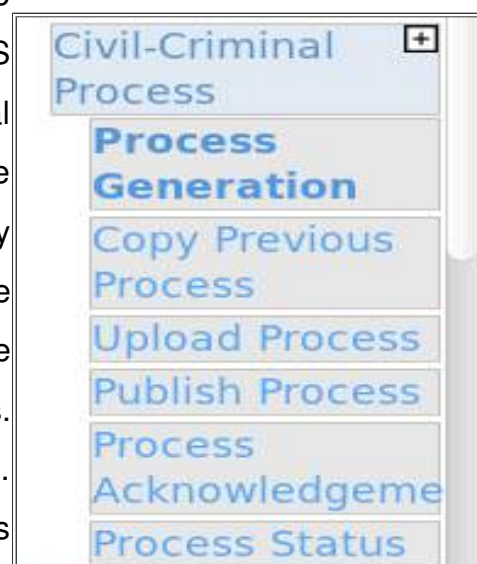 Civil-Criminal
Process
Process
Generation
Copy Previous
Process
Upload Process
Publish Process
Process
Acknowledgeme
Process Status